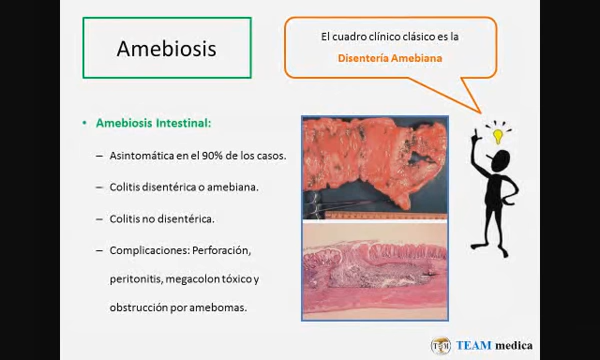 Amebiosis
El cuadro clínico clásico es la
Disentería Amebiana
• Amebiosis Intestinal:
– Asintomática en el 90% de los casos.
– Colitis disentérica o amebiana.
– Colitis no disentérica.
– Complicaciones: Perforación,
peritonitis, megacolon tóxico y
obstrucción por amebomas.
TEAM medica